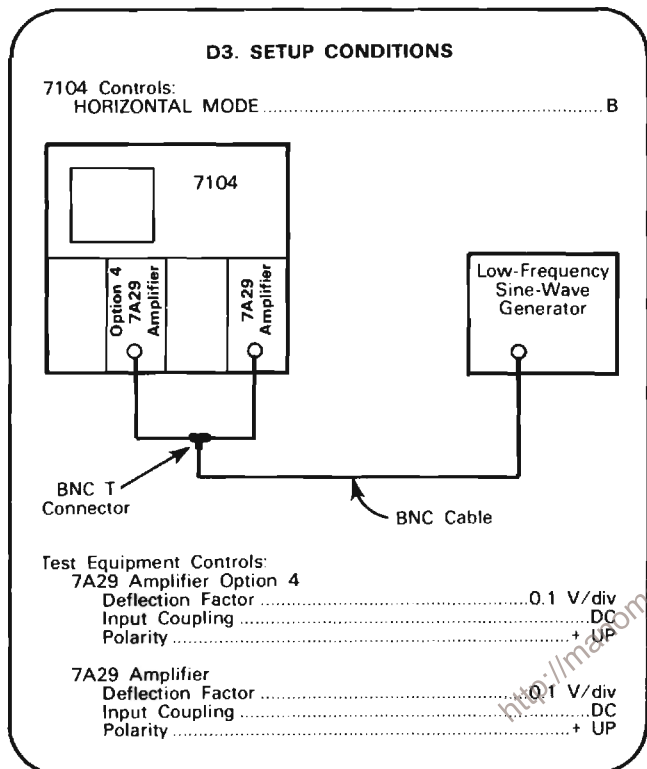 D3. SETUP CONDITIONS
7104 Controls:
HORIZONTAL MODE ........................................ B
7104
Option 4
7A29
Amplifier
7A29
Amplifier
Low-Frequency
Sine-Wave
Generator
BNC T
Connector
BNC Cable
Test Equipment Controls:
7A29 Amplifier Option 4
Deflection Factor ........................................ 0.1 V/div
Input Coupling ........................................ DC
Polarity ........................................ + UP
7A29 Amplifier
Deflection Factor ........................................ 0.1 V/div
Input Coupling ........................................ DC
Polarity ........................................ + UP